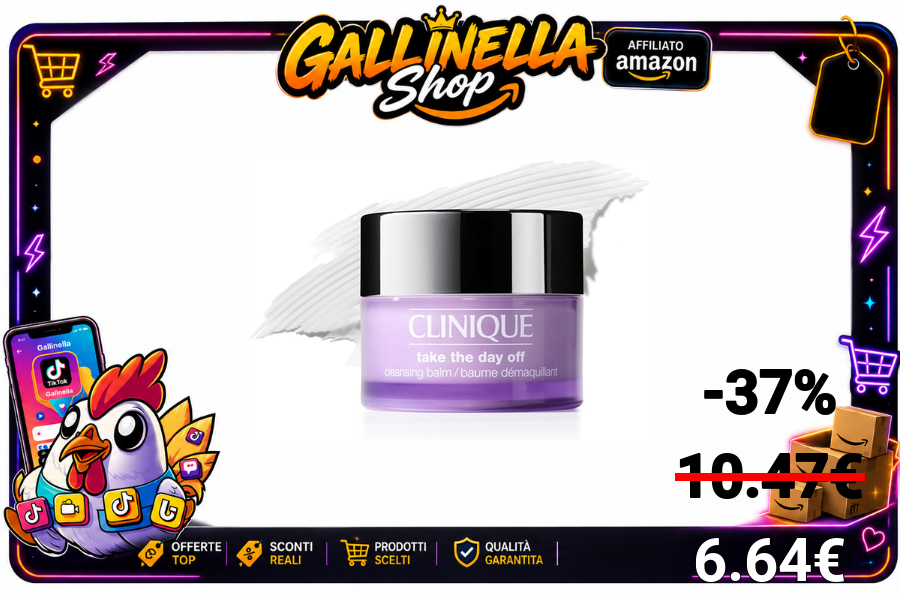 GALLINELLA
Shop
AFFILIATO
amazon
Gallinella
TikTok
Gallinella
CLINIQUE
take the day off
cleansing balm / baume démaquillant
-37%
10.47€
6.64€
OFFERTE
TOP
SCONTI
REALI
PRODOTTI
SCELTI
QUALITÀ
GARANTITA